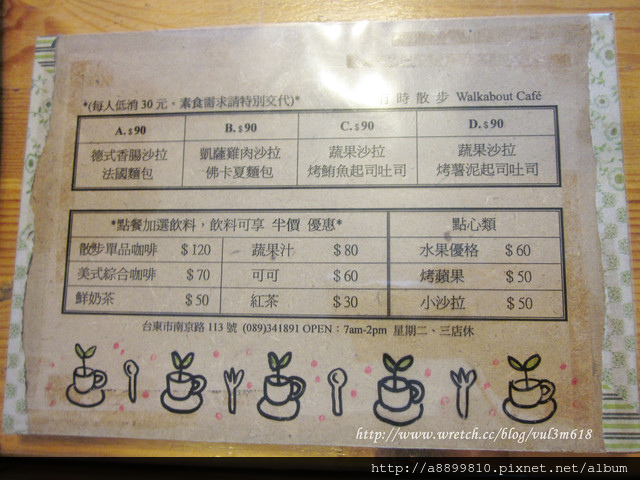 *(每人低消 30 元，素食需求請特別交代)* 有時散步 Walkabout Café
A. $90 B. $90 C. $90 D. $90
德式香腸沙拉 凱薩雞肉沙拉 蔬果沙拉 蔬果沙拉
法國麵包 佛卡夏麵包 烤鮪魚起司吐司 烤薯泥起司吐司
*點餐加選飲料，飲料可享 半價 優惠* 點心類
散步單品咖啡 $120 蔬果汁 $80 水果優格 $60
美式綜合咖啡 $70 可可 $60 烤蘋果 $50
鮮奶茶 $50 紅茶 $30 小沙拉 $50
台東市南京路 113 號 (089)341891 OPEN：7am-2pm 星期二、三店休
http://www.wretch.cc/blog/vul3m618
http://a8899810.pixnet.net/album